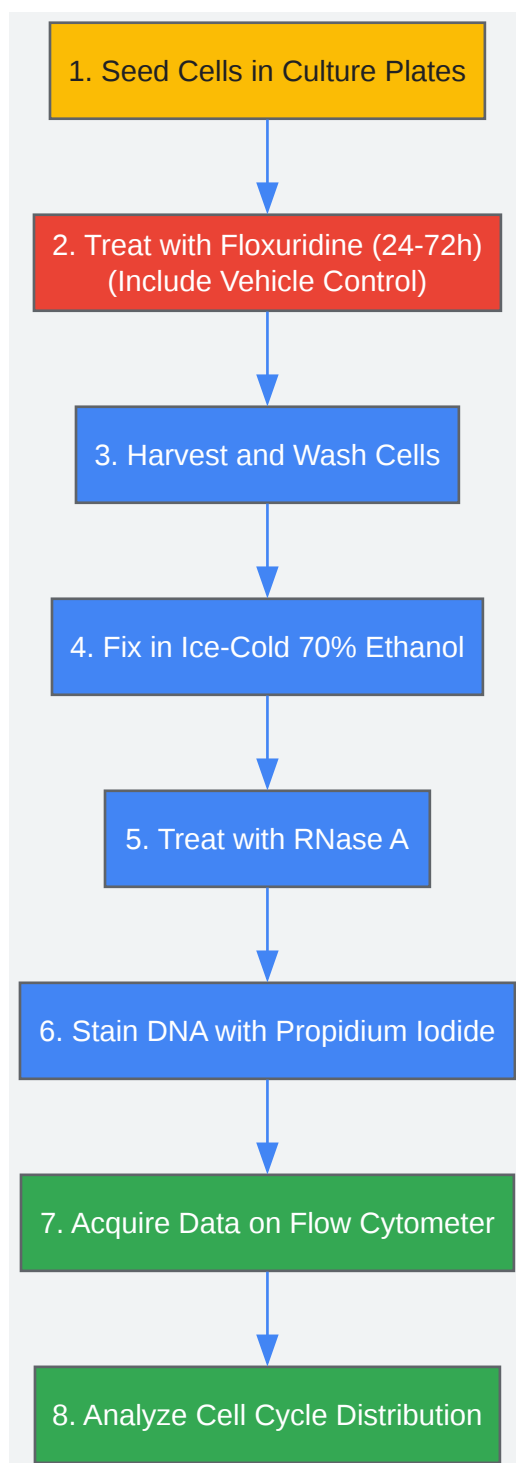 1. Seed Cells in Culture Plates
2. Treat with Floxuridine (24-72h)
(Include Vehicle Control)
3. Harvest and Wash Cells
4. Fix in Ice-Cold 70% Ethanol
5. Treat with RNase A
6. Stain DNA with Propidium Iodide
7. Acquire Data on Flow Cytometer
8. Analyze Cell Cycle Distribution